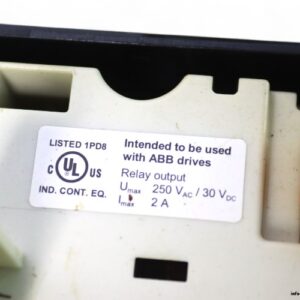 LISTED 1PD8
C UL US
IND. CONT. EQ.
Intended to be used
with ABB drives
Relay output
Umax 250 VAC / 30 VDC
Imax 2 A